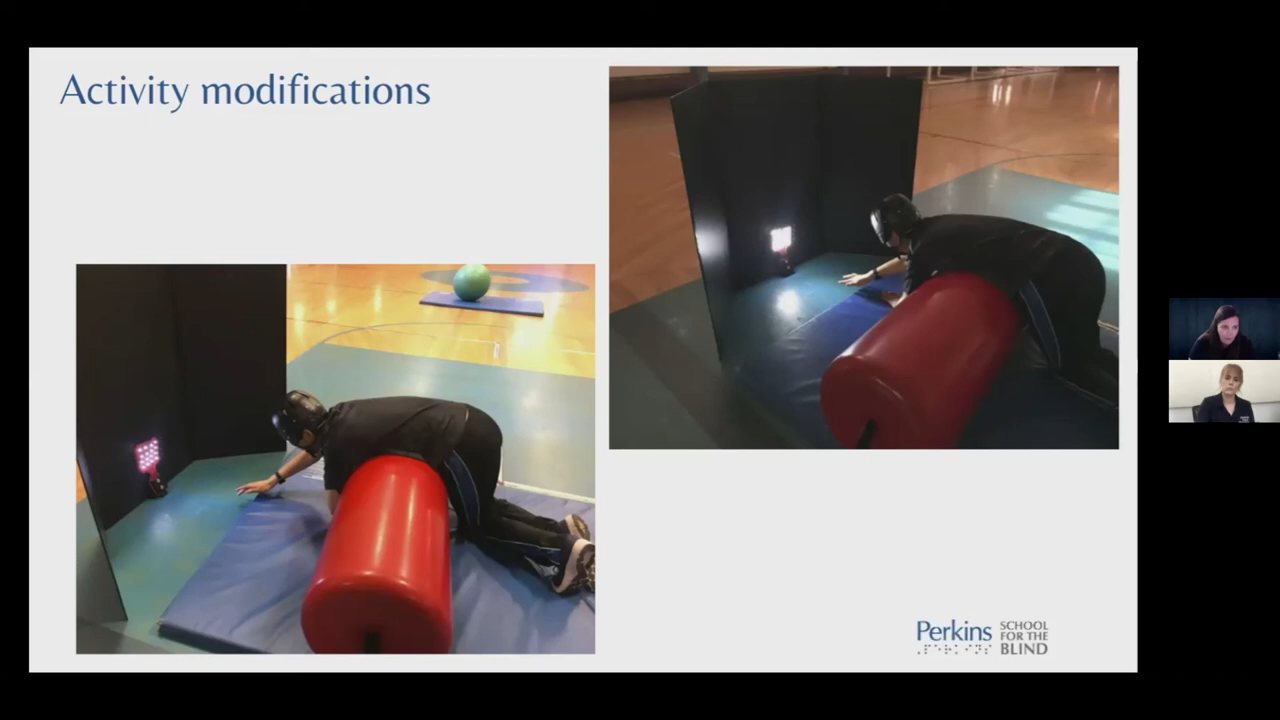 Activity modifications
Perkins
SCHOOL
FOR THE
BLIND
⠠⠏⠑⠗⠅⠊⠝⠎